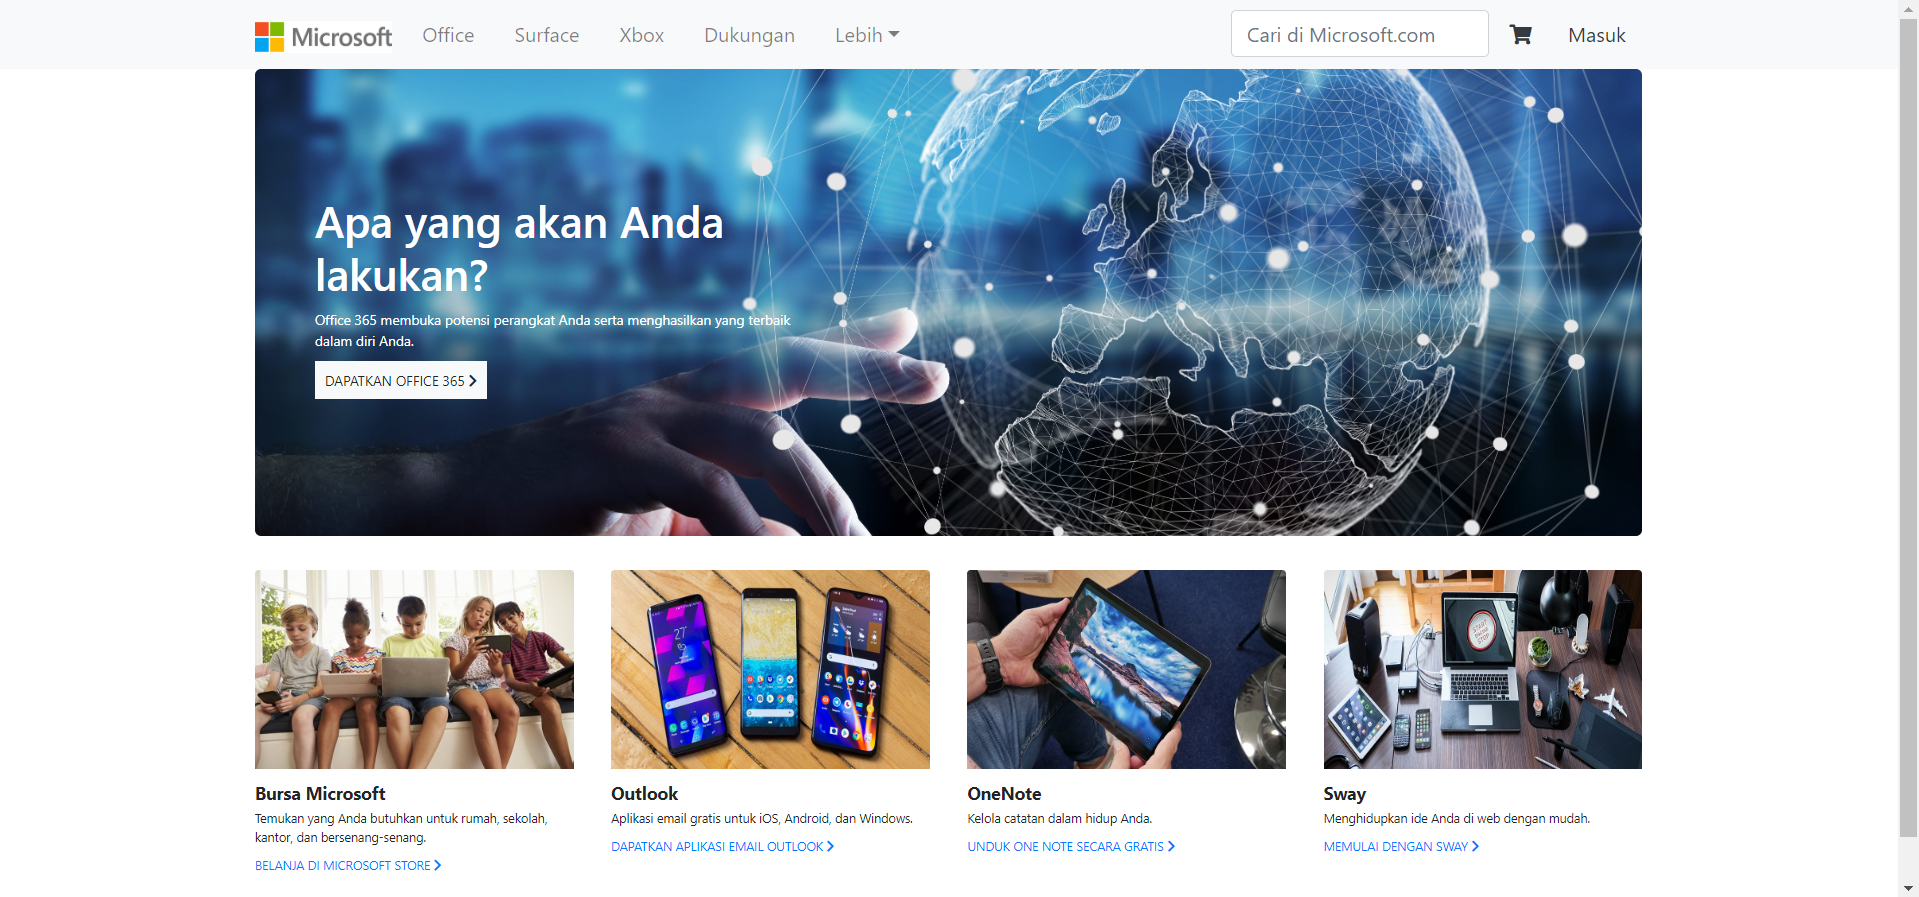 Microsoft
Office
Surface
Xbox
Dukungan
Lebih
Cari di Microsoft.com
Masuk
Apa yang akan Anda
lakukan?
Office 365 membuka potensi perangkat Anda serta menghasilkan yang terbaik
dalam diri Anda.
DAPATKAN OFFICE 365
27°
START
STOP
Bursa Microsoft
Temukan yang Anda butuhkan untuk rumah, sekolah,
kantor, dan bersenang-senang.
BELANJA DI MICROSOFT STORE
Outlook
Aplikasi email gratis untuk iOS, Android, dan Windows.
DAPATKAN APLIKASI EMAIL OUTLOOK
OneNote
Kelola catatan dalam hidup Anda.
UNDUK ONE NOTE SECARA GRATIS
Sway
Menghidupkan ide Anda di web dengan mudah.
MEMULAI DENGAN SWAY